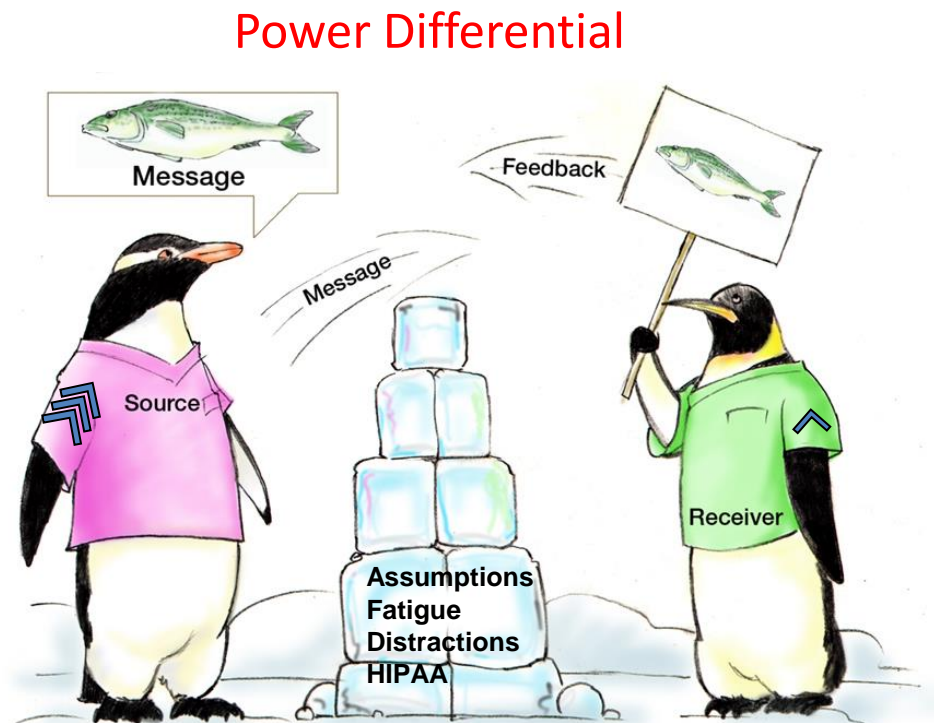 Power Differential
Message
Feedback
Message
Source
Receiver
Assumptions
Fatigue
Distractions
HIPAA